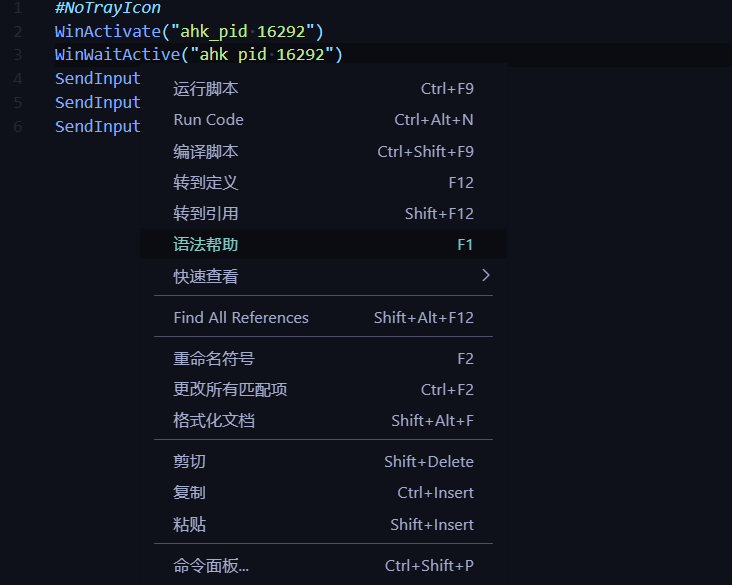 1 #NoTrayIcon
2 WinActivate("ahk_pid·16292")
3 WinWaitActive("ahk pid·16292")
4 SendInput
5 SendInput
6 SendInput
运行脚本 Ctrl+F9
Run Code Ctrl+Alt+N
编译脚本 Ctrl+Shift+F9
转到定义 F12
转到引用 Shift+F12
语法帮助 F1
快速查看
Find All References Shift+Alt+F12
重命名符号 F2
更改所有匹配项 Ctrl+F2
格式化文档 Shift+Alt+F
剪切 Shift+Delete
复制 Ctrl+Insert
粘贴 Shift+Insert
命令面板... Ctrl+Shift+P